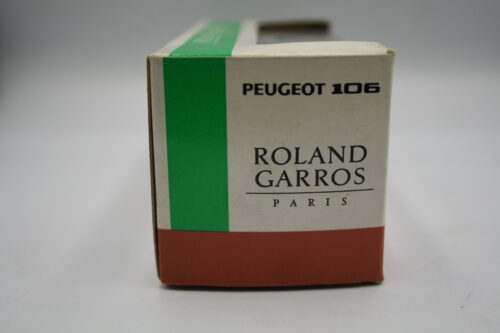 PEUGEOT 106
ROLAND
GARROS
PARIS